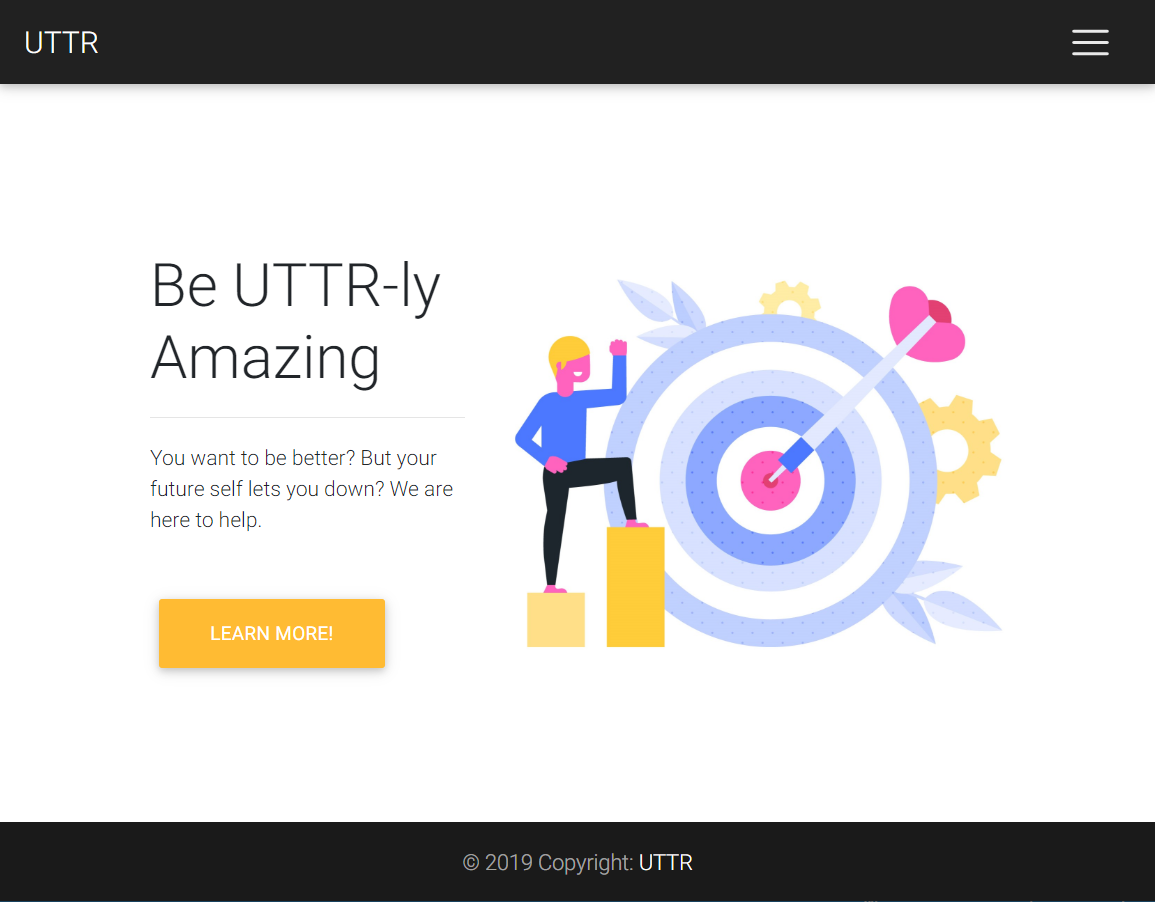 UTTR
Be UTTR-ly
Amazing
You want to be better? But your
future self lets you down? We are
here to help.
LEARN MORE!
© 2019 Copyright: UTTR